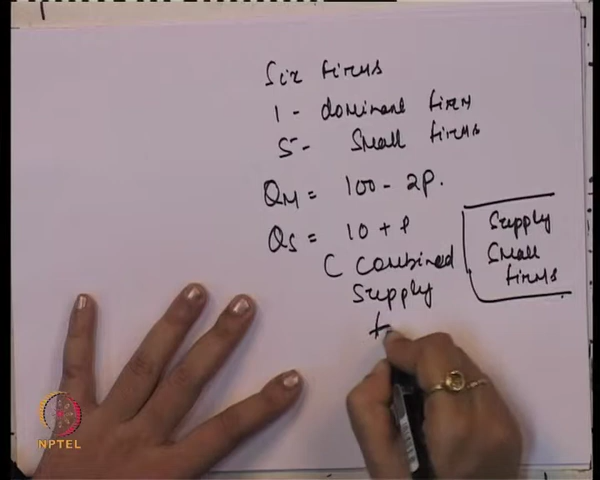 Six firms
1 - dominant firm
5 - Small firms
QM = 100 - 2P.
QS = 10 + P
( Combined
Supply
f
Supply
Small
firms
NPTEL